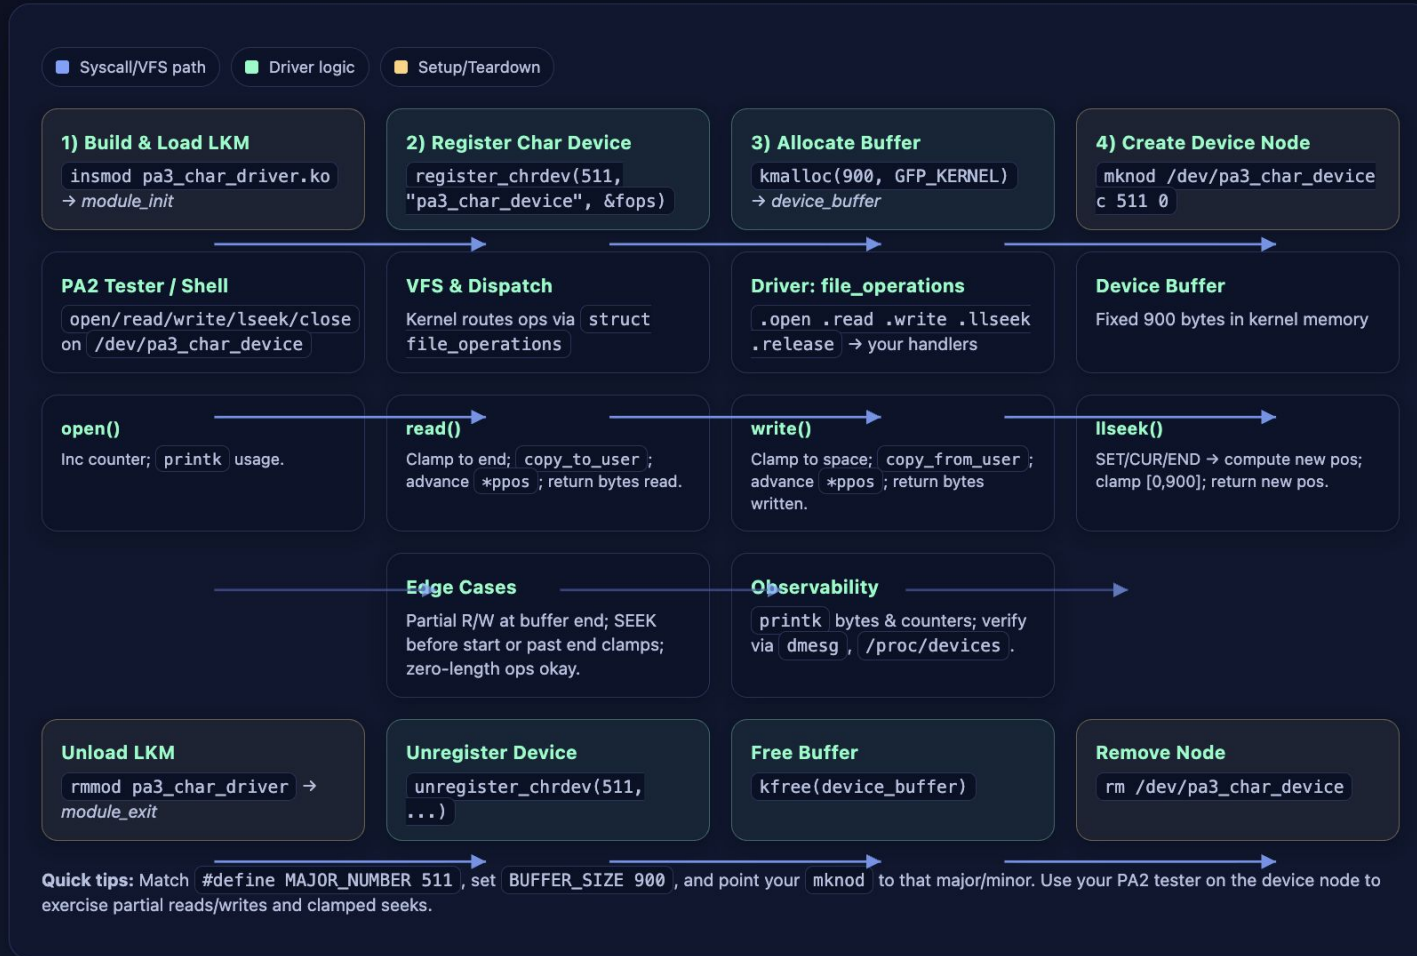 Syscall/VFS path
Driver logic
Setup/Teardown
1) Build & Load LKM
insmod pa3_char_driver.ko
→ module_init
2) Register Char Device
register_chrdev(511,
"pa3_char_device", &fops)
3) Allocate Buffer
kmalloc(900, GFP_KERNEL)
→ device_buffer
4) Create Device Node
mknod /dev/pa3_char_device
c 511 0
PA2 Tester / Shell
open/read/write/lseek/close
on /dev/pa3_char_device
VFS & Dispatch
Kernel routes ops via struct
file_operations
Driver: file_operations
.open .read .write .llseek
.release → your handlers
Device Buffer
Fixed 900 bytes in kernel memory
open()
Inc counter; printk usage.
read()
Clamp to end; copy_to_user;
advance *ppos; return bytes read.
write()
Clamp to space; copy_from_user;
advance *ppos; return bytes
written.
llseek()
SET/CUR/END → compute new pos;
clamp [0,900]; return new pos.
Edge Cases
Partial R/W at buffer end; SEEK
before start or past end clamps;
zero-length ops okay.
Observability
printk bytes & counters; verify
via dmesg, /proc/devices.
Unload LKM
rmmod pa3_char_driver →
module_exit
Unregister Device
unregister_chrdev(511,
...)
Free Buffer
kfree(device_buffer)
Remove Node
rm /dev/pa3_char_device
Quick tips: Match #define MAJOR_NUMBER 511, set BUFFER_SIZE 900, and point your mknod to that major/minor. Use your PA2 tester on the device node to
exercise partial reads/writes and clamped seeks.